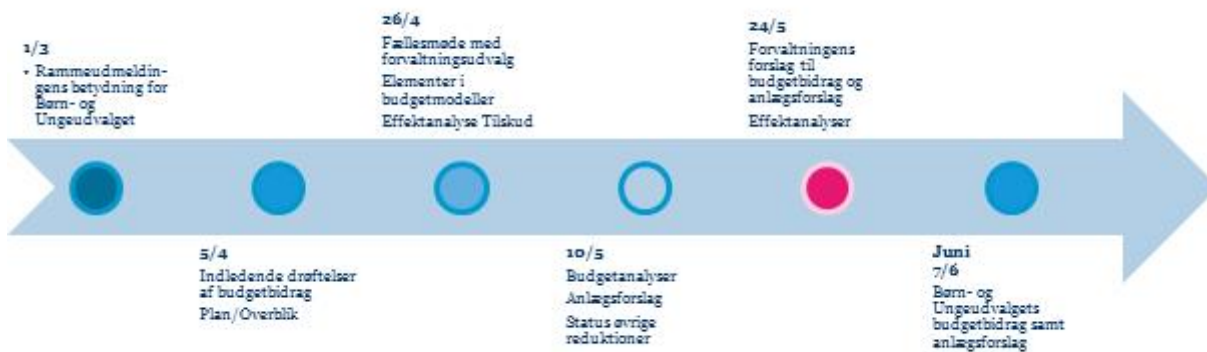 1/3
• Rammeudmeldin-
gens betydning for
Børn- og
Ungeudvalget
5/4
Indledende drøftelser
af budgetbidrag
Plan/Overblik
26/4
Fællesmøde med
forvaltningsudvalg
Elementer i
budgetmodeller
Effektanalyse Tilskud
10/5
Budgetanalyser
Anlægsforslag
Status øvrige
reduktioner
24/5
Forvaltningens
forslag til
budgetbidrag og
anlægsforslag
Effektanalyser
Juni
7/6
Børn- og
Ungeudvalgets
budgetbidrag samt
anlægsforslag